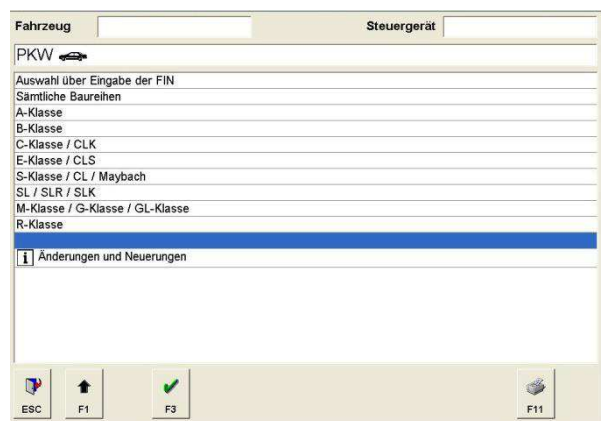 Fahrzeug Steuergerät
PKW
Auswahl über Eingabe der FIN
Sämtliche Baureihen
A-Klasse
B-Klasse
C-Klasse / CLK
E-Klasse / CLS
S-Klasse / CL / Maybach
SL / SLR / SLK
M-Klasse / G-Klasse / GL-Klasse
R-Klasse
i Änderungen und Neuerungen
ESC F1 F3 F11